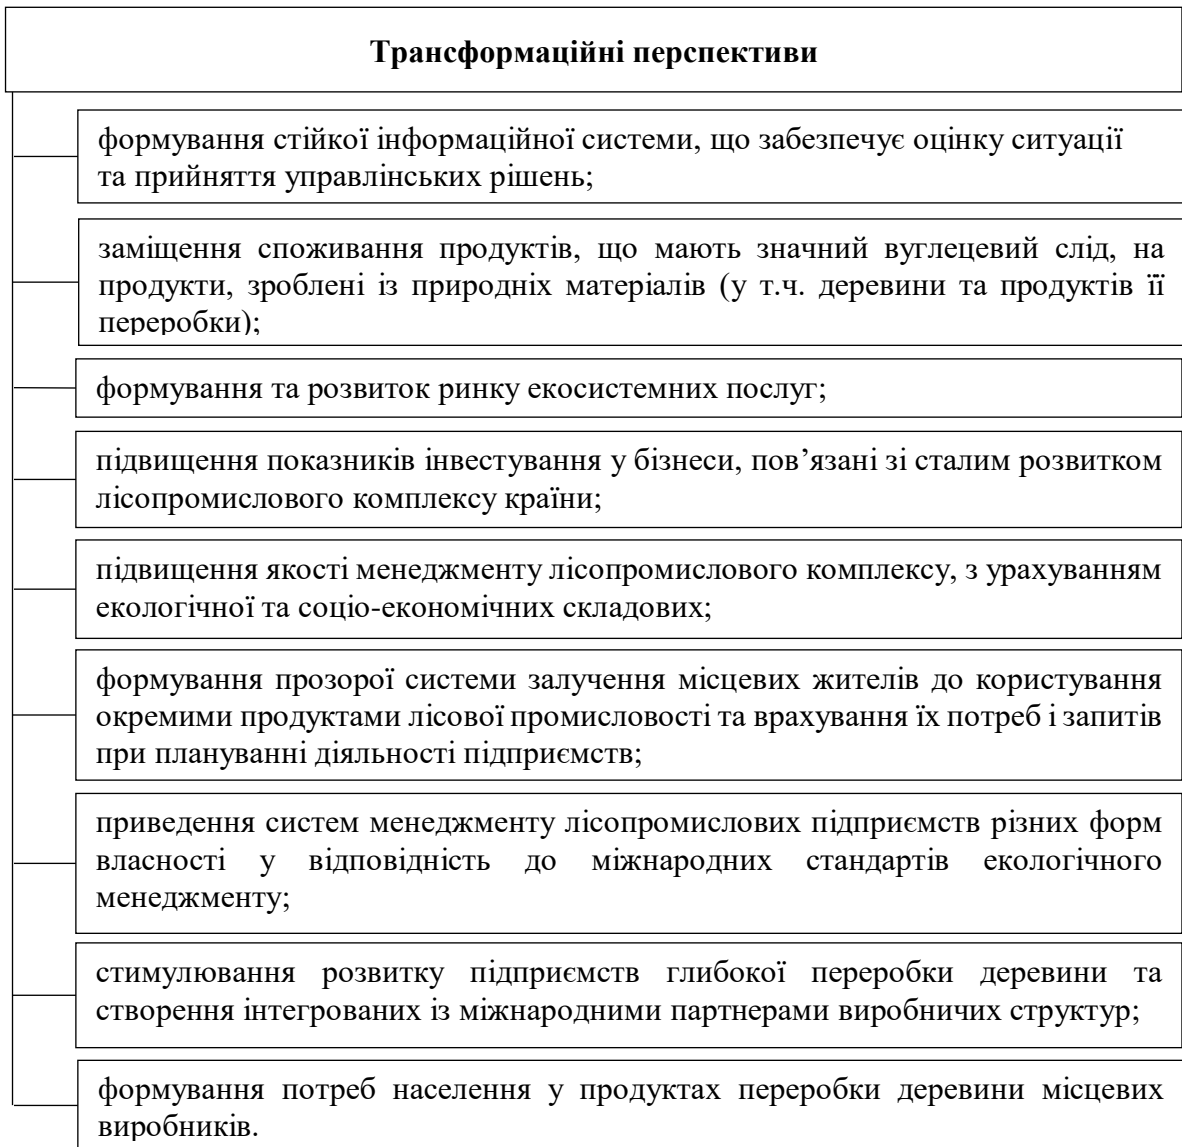 Трансформаційні перспективи
формування стійкої інформаційної системи, що забезпечує оцінку ситуації
та прийняття управлінських рішень;
заміщення споживання продуктів, що мають значний вуглецевий слід, на
продукти, зроблені із природніх матеріалів (у т.ч. деревини та продуктів її
переробки);
формування та розвиток ринку екосистемних послуг;
підвищення показників інвестування у бізнеси, пов’язані зі сталим розвитком
лісопромислового комплексу країни;
підвищення якості менеджменту лісопромислового комплексу, з урахуванням
екологічної та соціо-економічних складових;
формування прозорої системи залучення місцевих жителів до користування
окремими продуктами лісової промисловості та врахування їх потреб і запитів
при плануванні діяльності підприємств;
приведення систем менеджменту лісопромислових підприємств різних форм
власності у відповідність до міжнародних стандартів екологічного
менеджменту;
стимулювання розвитку підприємств глибокої переробки деревини та
створення інтегрованих із міжнародними партнерами виробничих структур;
формування потреб населення у продуктах переробки деревини місцевих
виробників.